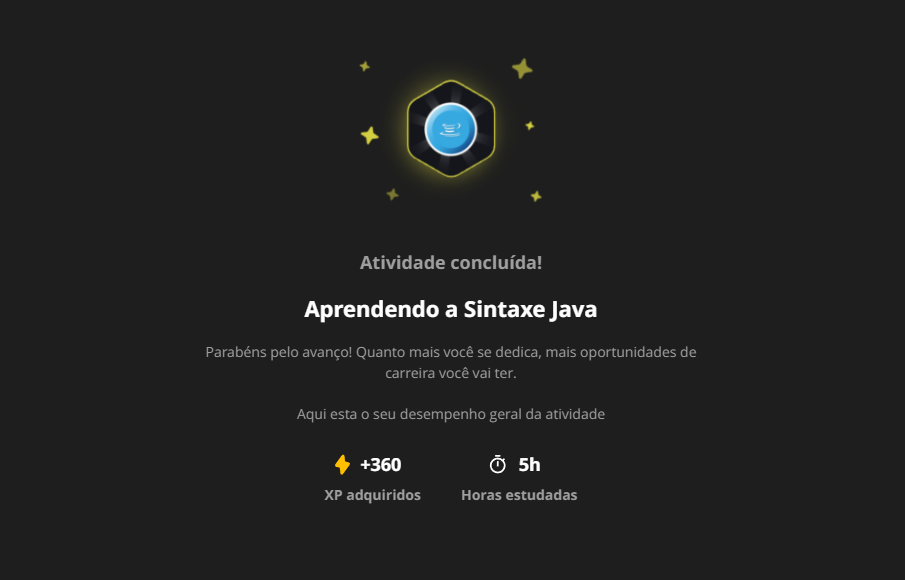 Atividade concluída!
Aprendendo a Sintaxe Java
Parabéns pelo avanço! Quanto mais você se dedica, mais oportunidades de
carreira você vai ter.
Aqui esta o seu desempenho geral da atividade
+360
5h
XP adquiridos
Horas estudadas